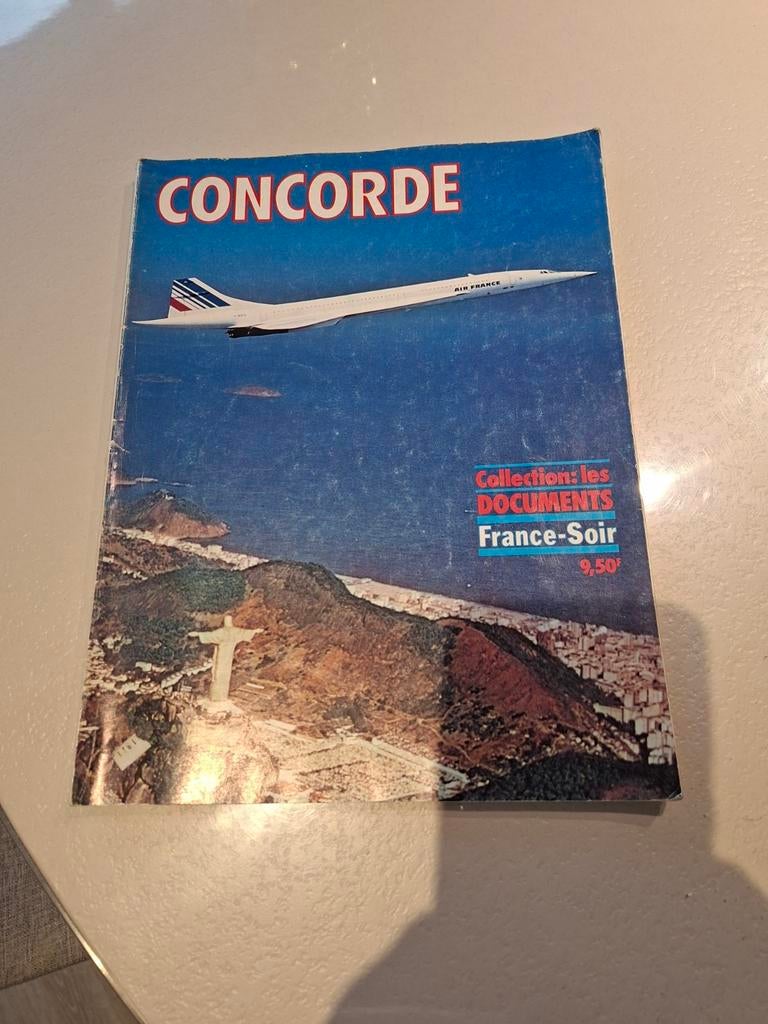 CONCORDE
AIR FRANCE
Collection: les
DOCUMENTS
France-Soir
9,50F